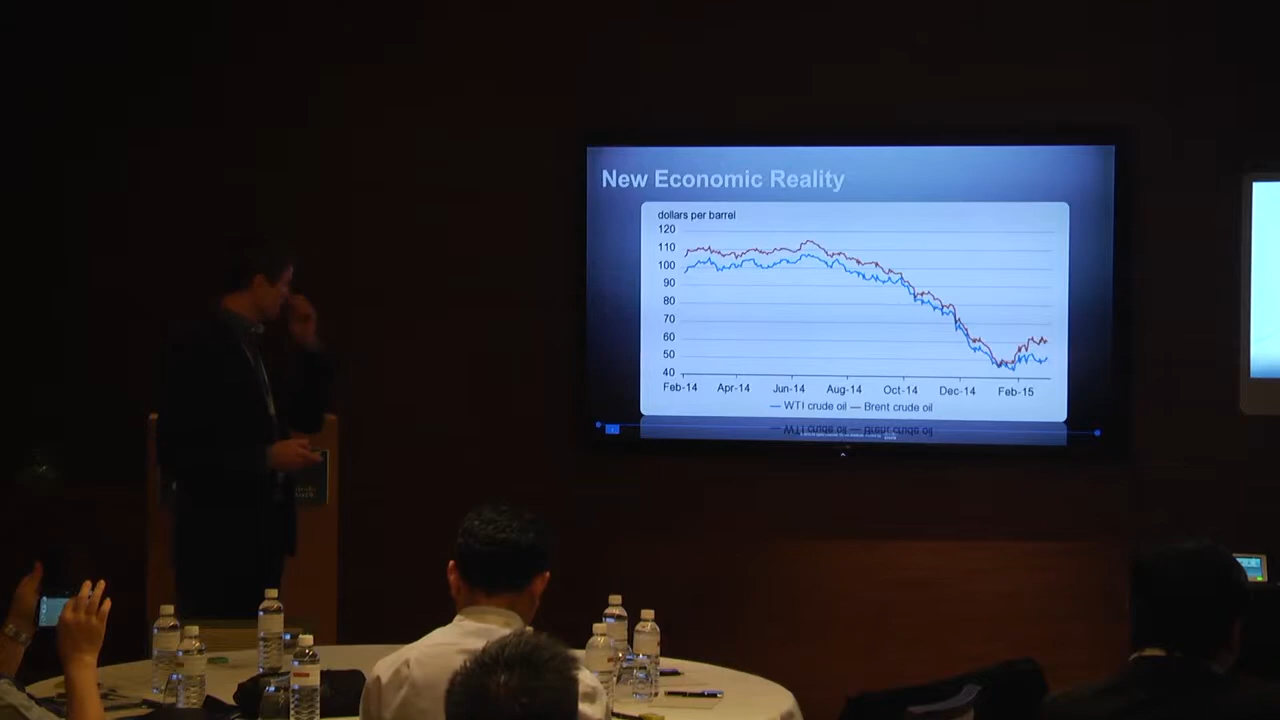 New Economic Reality
dollars per barrel
120
110
100
90
80
70
60
50
40
Feb-14 Apr-14 Jun-14 Aug-14 Oct-14 Dec-14 Feb-15
— WTI crude oil — Brent crude oil